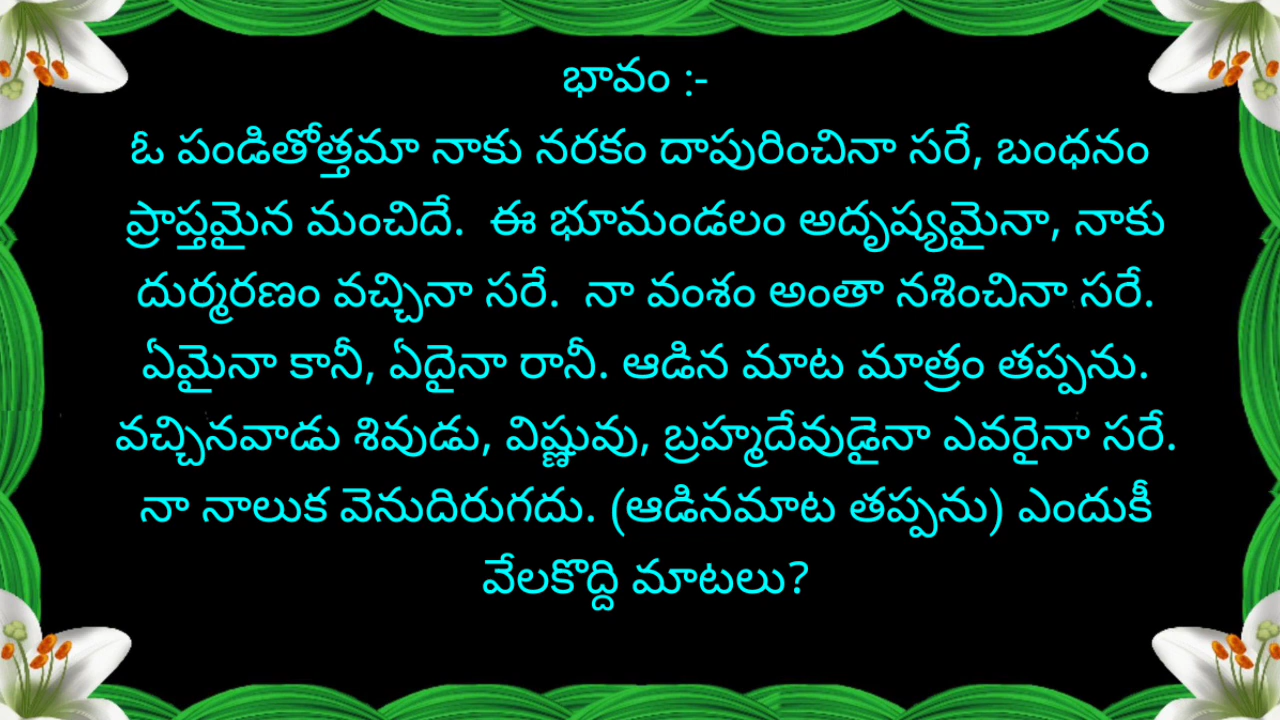 భావం :-
ఓ పండితోత్తమా నాకు నరకం దాపురించినా సరే, బంధనం
ప్రాప్తమైన మంచిదే. ఈ భూమండలం అదృష్యమైనా, నాకు
దుర్మరణం వచ్చినా సరే. నా వంశం అంతా నశించినా సరే.
ఏమైనా కానీ, ఏదైనా రానీ. ఆడిన మాట మాత్రం తప్పను.
వచ్చినవాడు శివుడు, విష్ణువు, బ్రహ్మదేవుడైనా ఎవరైనా సరే.
నా నాలుక వెనుదిరుగదు. (ఆడినమాట తప్పను) ఎందుకీ
వేలకొద్ది మాటలు?